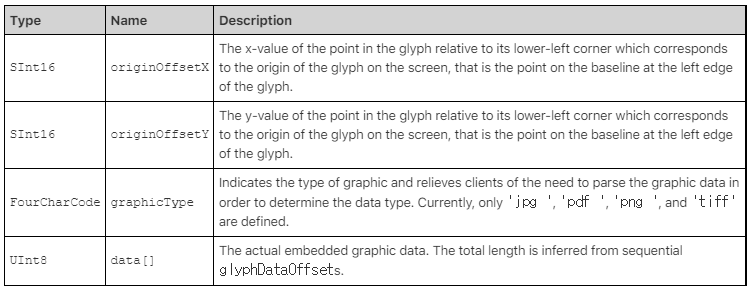 Type Name Description
The x-value of the point in the glyph relative to its lower-left corner which corresponds
SInt16 originOffsetX to the origin of the glyph on the screen, that is the point on the baseline at the left edge
of the glyph.
The y-value of the point in the glyph relative to its lower-left corner which corresponds
SInt16 originOffsetY to the origin of the glyph on the screen, that is the point on the baseline at the left edge
of the glyph.
Indicates the type of graphic and relieves clients of the need to parse the graphic data in
FourCharCode graphicType order to determine the data type. Currently, only 'jpg ', 'pdf ', 'png ', and 'tiff'
are defined.
The actual embedded graphic data. The total length is inferred from sequential
UInt8 data[]
glyphDataOffsets.